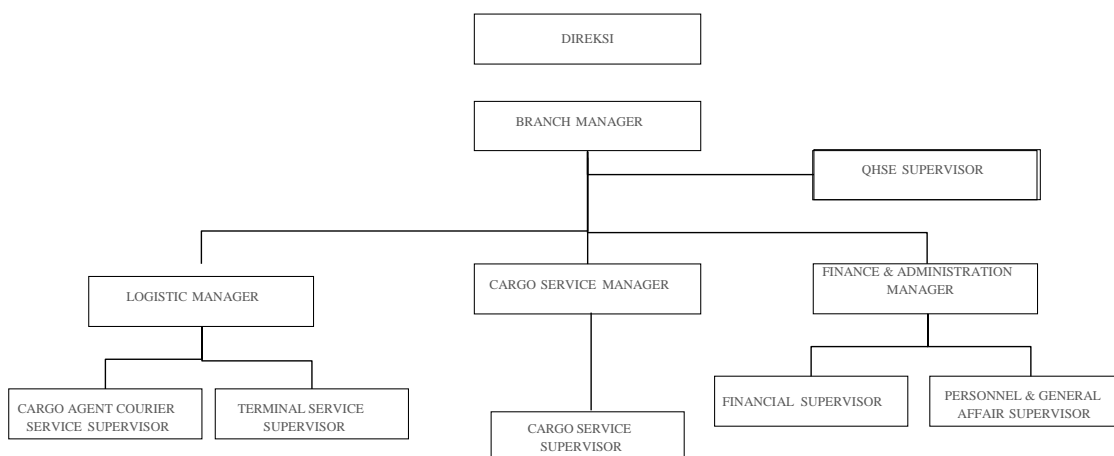 DIREKSI
BRANCH MANAGER
QHSE SUPERVISOR
LOGISTIC MANAGER
CARGO SERVICE MANAGER
FINANCE & ADMINISTRATION
MANAGER
CARGO AGENT COURIER
SERVICE SUPERVISOR
TERMINAL SERVICE
SUPERVISOR
CARGO SERVICE
SUPERVISOR
FINANCIAL SUPERVISOR
PERSONNEL & GENERAL
AFFAIR SUPERVISOR